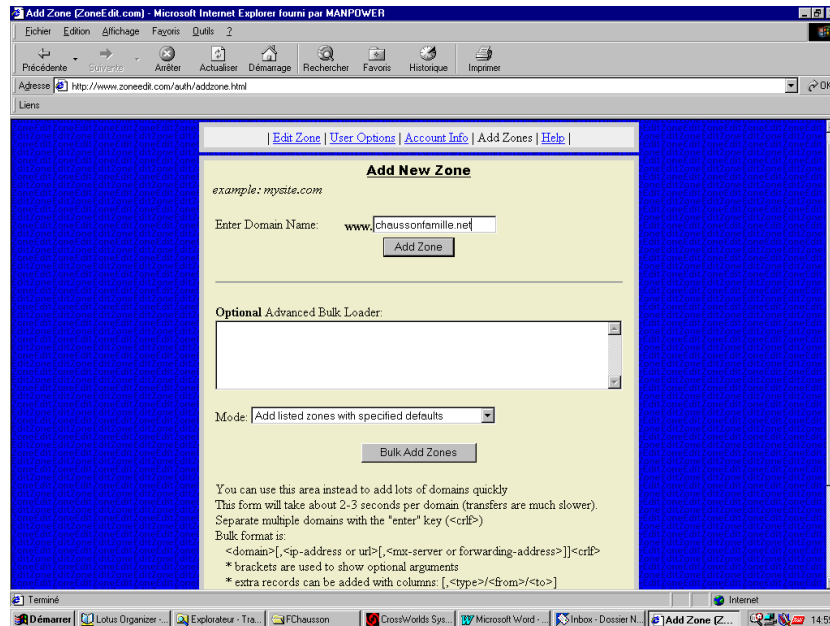 Add Zone (ZoneEdit.com) - Microsoft Internet Explorer fourni par MANPOWER
Fichier Edition Affichage Favoris Outils ?
Précédente Suivante Arrêter Actualiser Démarrage Rechercher Favoris Historique Imprimer
Adresse http://www.zoneedit.com/auth/addzone.html OK
Liens
| Edit Zone | User Options | Account Info | Add Zones | Help |
Add New Zone
example: mysite.com
Enter Domain Name: www. chaussonfamille.net
Add Zone
Optional Advanced Bulk Loader:
Mode: Add listed zones with specified defaults
Bulk Add Zones
You can use this area instead to add lots of domains quickly
This form will take about 2-3 seconds per domain (transfers are much slower).
Separate multiple domains with the "enter" key (<crlf>)
Bulk format is:
<domain>[,<ip-address or url>[,<mx-server or forwarding-address>]]<crlf>
* brackets are used to show optional arguments
* extra records can be added with columns: [,<type>/<from>/<to>]
Terminé Internet
Démarrer Lotus Organizer -... Explorateur - Tra... FChausson CrossWorlds Sys... Microsoft Word - ... Inbox - Dossier N... Add Zone (Z...